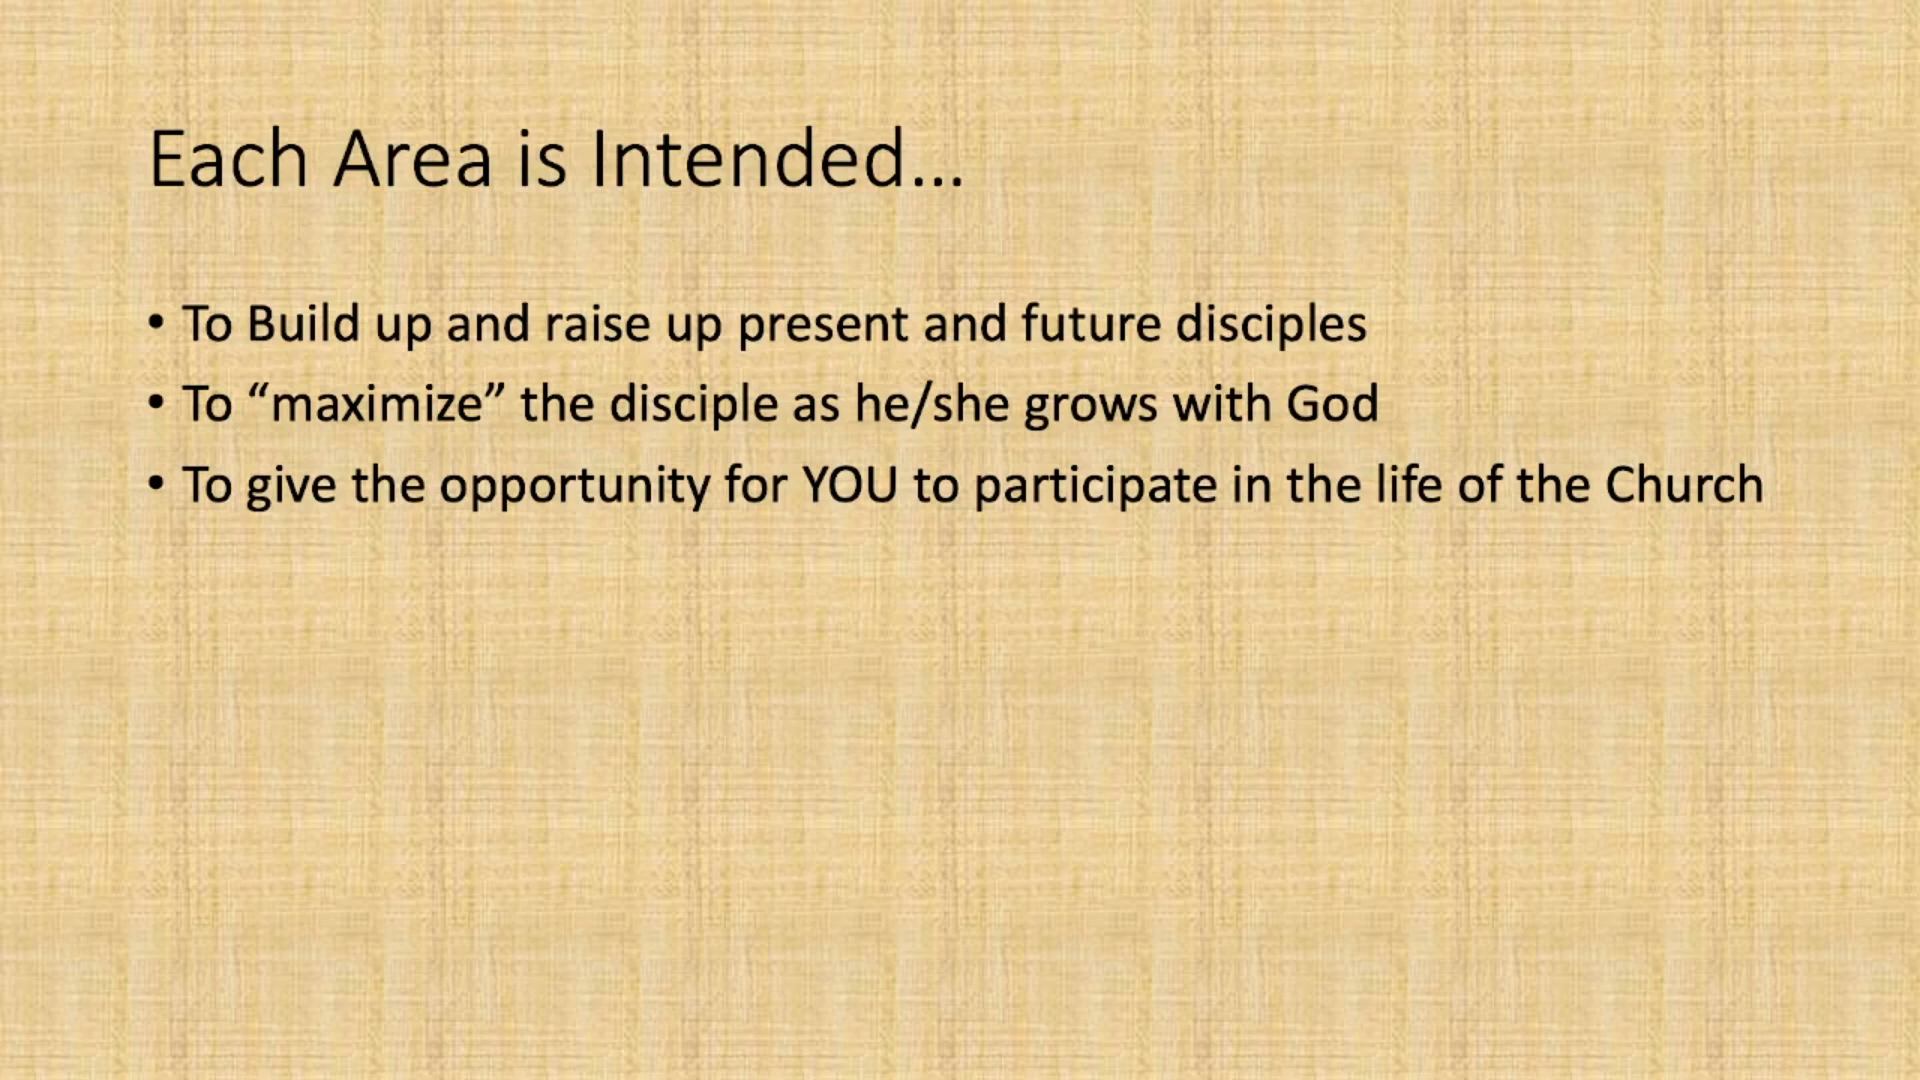 Each Area is Intended...
• To Build up and raise up present and future disciples
• To “maximize” the disciple as he/she grows with God
• To give the opportunity for YOU to participate in the life of the Church